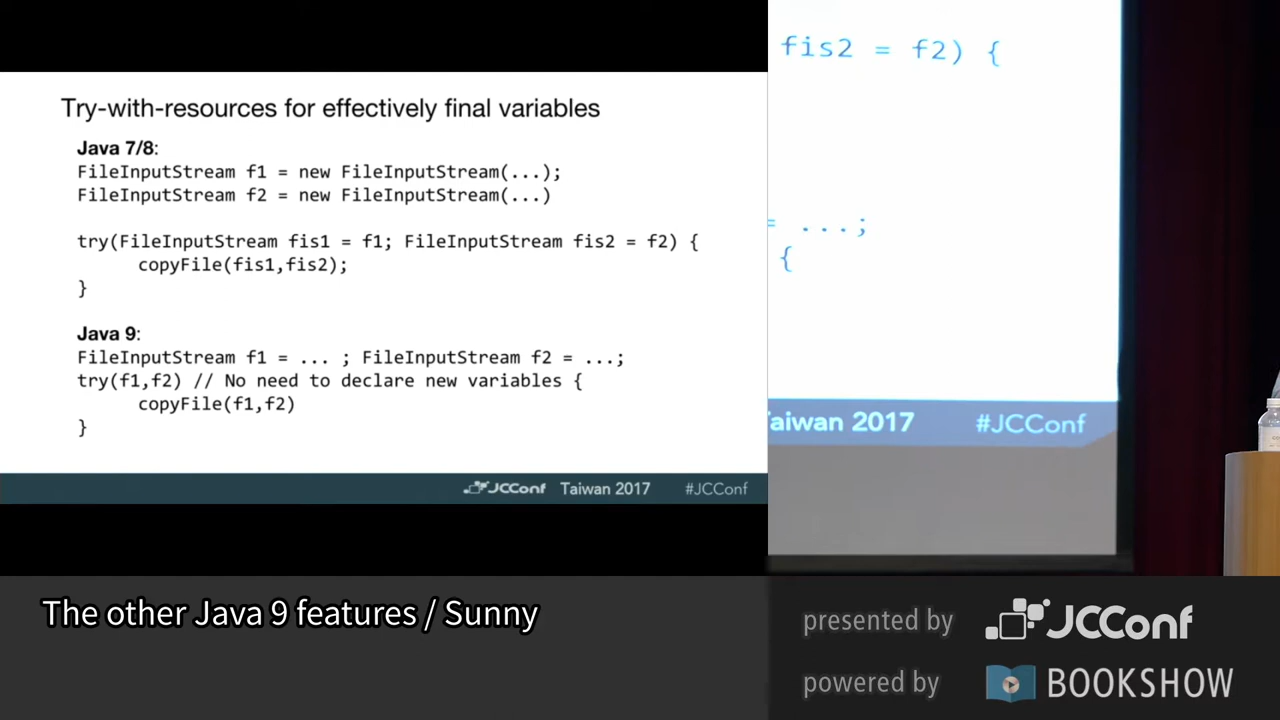 Try-with-resources for effectively final variables
Java 7/8:
FileInputStream f1 = new FileInputStream(...);
FileInputStream f2 = new FileInputStream(...)
try(FileInputStream fis1 = f1; FileInputStream fis2 = f2) {
copyFile(fis1,fis2);
}
Java 9:
FileInputStream f1 = ... ; FileInputStream f2 = ...;
try(f1,f2) // No need to declare new variables {
copyFile(f1,f2)
}
JCConf Taiwan 2017 #JCConf
fis2 = f2) {
= ...;
{
Taiwan 2017 #JCConf
The other Java 9 features / Sunny
presented by JCConf
powered by BOOKSHOW